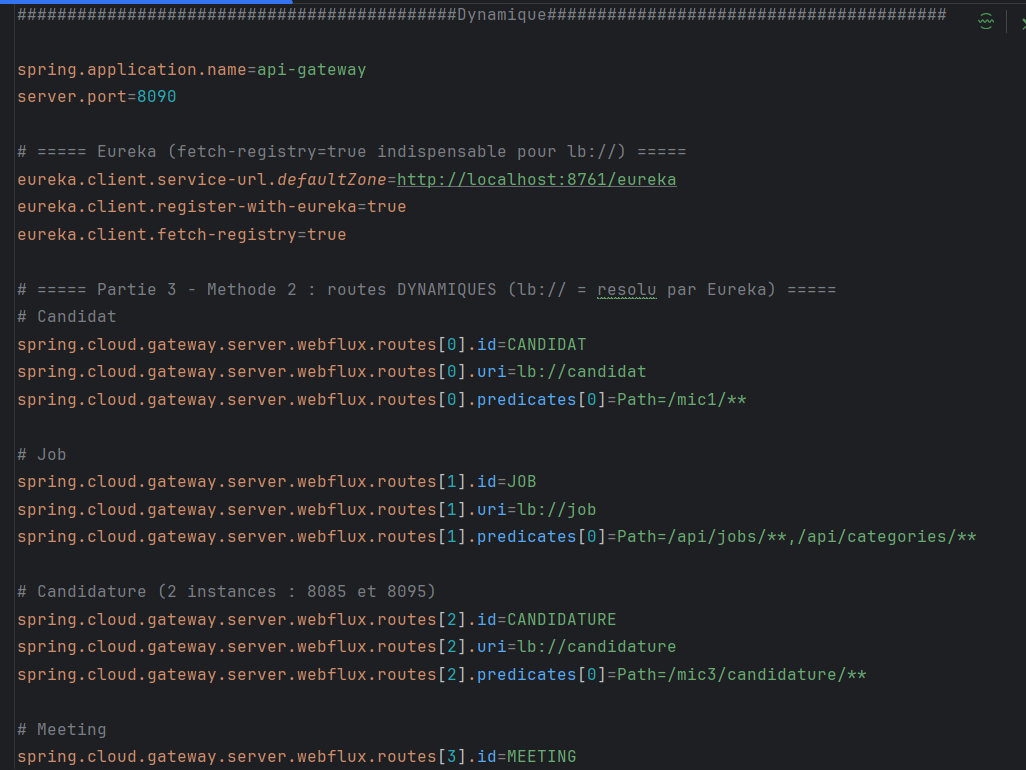 ############################################Dynamique########################################
spring.application.name=api-gateway
server.port=8090
# ===== Eureka (fetch-registry=true indispensable pour lb://) =====
eureka.client.service-url.defaultZone=http://localhost:8761/eureka
eureka.client.register-with-eureka=true
eureka.client.fetch-registry=true
# ===== Partie 3 - Methode 2 : routes DYNAMIQUES (lb:// = resolu par Eureka) =====
# Candidat
spring.cloud.gateway.server.webflux.routes[0].id=CANDIDAT
spring.cloud.gateway.server.webflux.routes[0].uri=lb://candidat
spring.cloud.gateway.server.webflux.routes[0].predicates[0]=Path=/mic1/**
# Job
spring.cloud.gateway.server.webflux.routes[1].id=JOB
spring.cloud.gateway.server.webflux.routes[1].uri=lb://job
spring.cloud.gateway.server.webflux.routes[1].predicates[0]=Path=/api/jobs/**,/api/categories/**
# Candidature (2 instances : 8085 et 8095)
spring.cloud.gateway.server.webflux.routes[2].id=CANDIDATURE
spring.cloud.gateway.server.webflux.routes[2].uri=lb://candidature
spring.cloud.gateway.server.webflux.routes[2].predicates[0]=Path=/mic3/candidature/**
# Meeting
spring.cloud.gateway.server.webflux.routes[3].id=MEETING